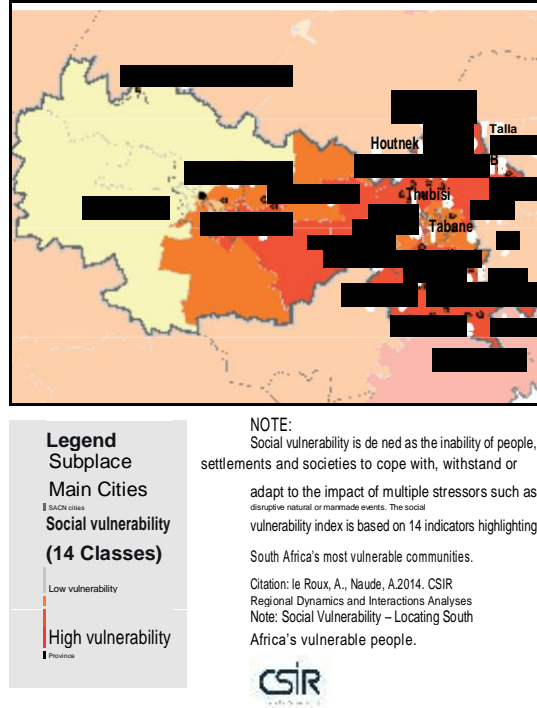 Talla
Houtnek
B
Thubisi
Tabane
Legend
Subplace
Main Cities
SACN cities
Social vulnerability
(14 Classes)
Low vulnerability
High vulnerability
Province
NOTE:
Social vulnerability is de ned as the inability of people,
settlements and societies to cope with, withstand or
adapt to the impact of multiple stressors such as
disruptive natural or manmade events. The social
vulnerability index is based on 14 indicators highlighting
South Africa's most vulnerable communities.
Citation: le Roux, A., Naude, A.2014. CSIR
Regional Dynamics and Interactions Analyses
Note: Social Vulnerability – Locating South
Africa's vulnerable people.
CSIR